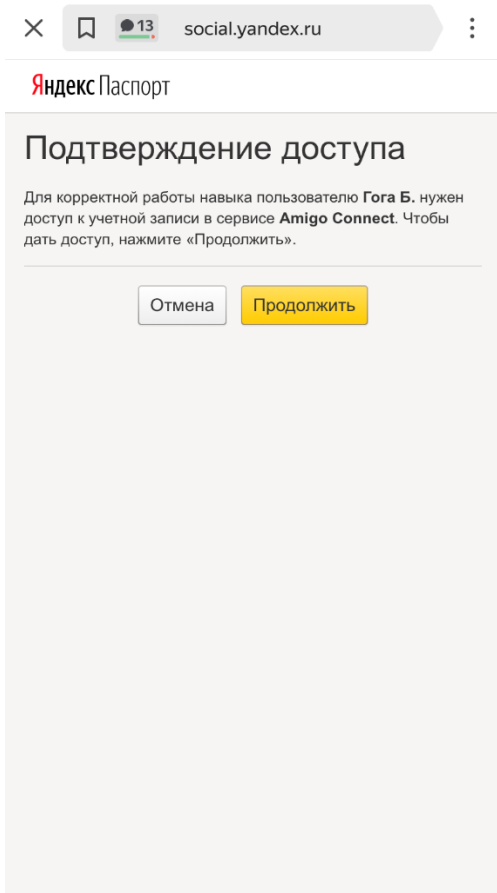 13 social.yandex.ru
Яндекс Паспорт
Подтверждение доступа
Для корректной работы навыка пользователю Гога Б. нужен
доступ к учетной записи в сервисе Amigo Connect. Чтобы
дать доступ, нажмите «Продолжить».
Отмена Продолжить